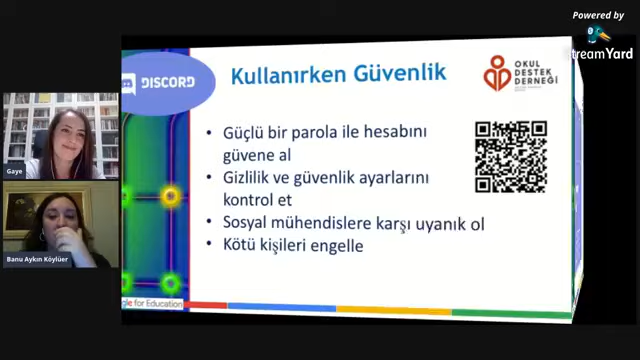 Powered by
StreamYard
DISCORD
Kullanırken Güvenlik
OKUL
DESTEK
DERNEĞİ
• Güçlü bir parola ile hesabını
güvene al
• Gizlilik ve güvenlik ayarlarını
kontrol et
• Sosyal mühendislere karşı uyanık ol
• Kötü kişileri engelle
Gaye
Banu Aykın Köylüer
gle for Education